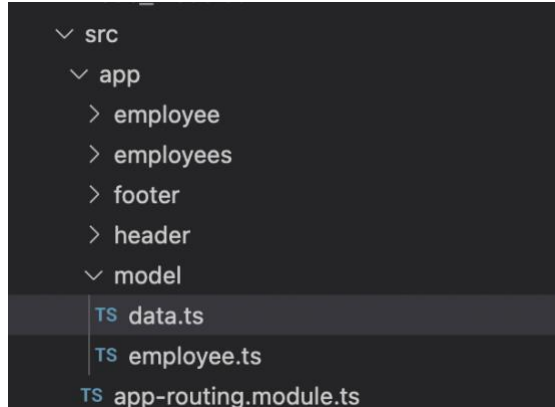 src
app
employee
employees
footer
header
model
TS data.ts
TS employee.ts
TS app-routing.module.ts